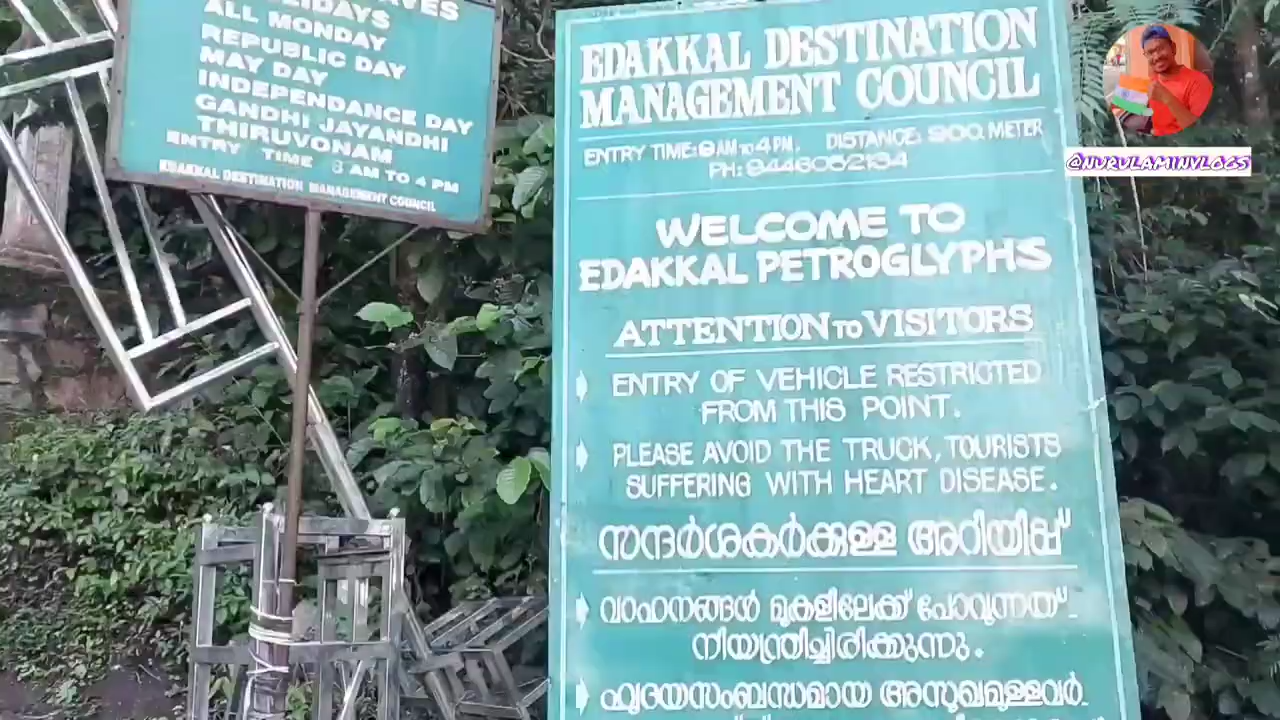 ALL MONDAY
REPUBLIC DAY
MAY DAY
INDEPENDANCE DAY
GANDHI JAYANDHI
THIRUVONAM
ENTRY TIME 8 AM TO 4 PM
EDAKKAL DESTINATION MANAGEMENT COUNCIL
EDAKKAL DESTINATION
MANAGEMENT COUNCIL
ENTRY TIME: 9 AM TO 4 PM, DISTANCE: 900. METER
PH: 9446052134
WELCOME TO
EDAKKAL PETROGLYPHS
ATTENTION TO VISITORS
ENTRY OF VEHICLE RESTRICTED
FROM THIS POINT.
PLEASE AVOID THE TRUCK, TOURISTS
SUFFERING WITH HEART DISEASE.
സന്ദർശകർക്കുള്ള അറിയിപ്പ്
വാഹനങ്ങൾ മുകളിലേക്ക് പോവുന്നത്
നിയന്ത്രിച്ചിരിക്കുന്നു.
ഹൃദയസംബന്ധമായ അസുഖമുള്ളവർ
@NURULAMINVLOGS